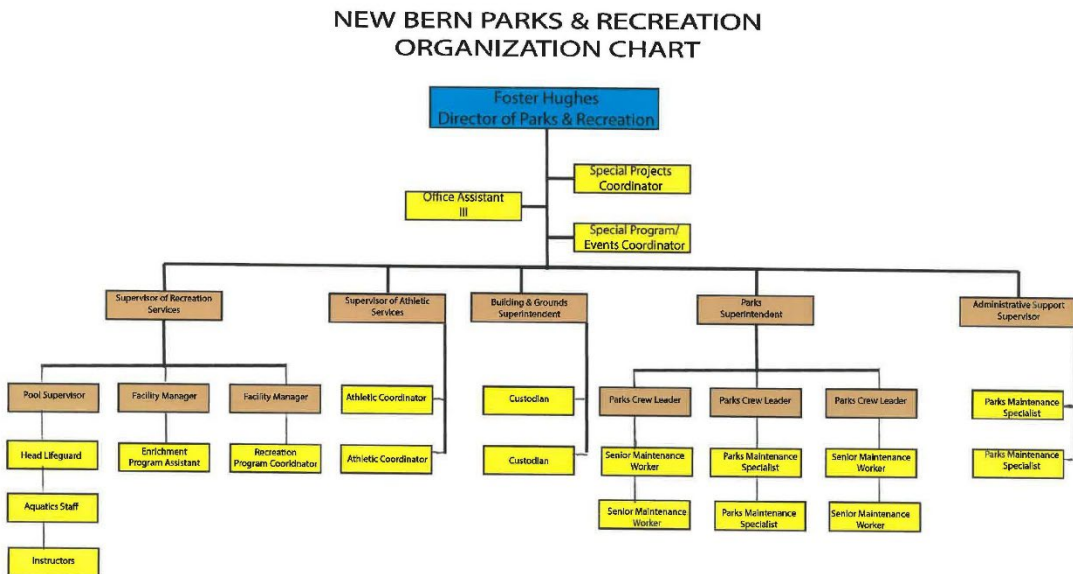 NEW BERN PARKS & RECREATION
ORGANIZATION CHART
Foster Hughes
Director of Parks & Recreation
Special Projects
Coordinator
Office Assistant
III
Special Program/
Events Coordinator
Supervisor of Recreation
Services
Supervisor of Athletic
Services
Building & Grounds
Superintendent
Parks
Superintendent
Administrative Support
Supervisor
Pool Supervisor
Facility Manager
Facility Manager
Athletic Coordinator
Custodian
Parks Crew Leader
Parks Crew Leader
Parks Crew Leader
Parks Maintenance
Specialist
Head Lifeguard
Enrichment
Program Assistant
Recreation
Program Cooridnator
Athletic Coordinator
Custodian
Senior Maintenance
Worker
Parks Maintenance
Specialist
Senior Maintenance
Worker
Parks Maintenance
Specialist
Aquatics Staff
Senior Maintenance
Worker
Parks Maintenance
Specialist
Senior Maintenance
Worker
Instructors